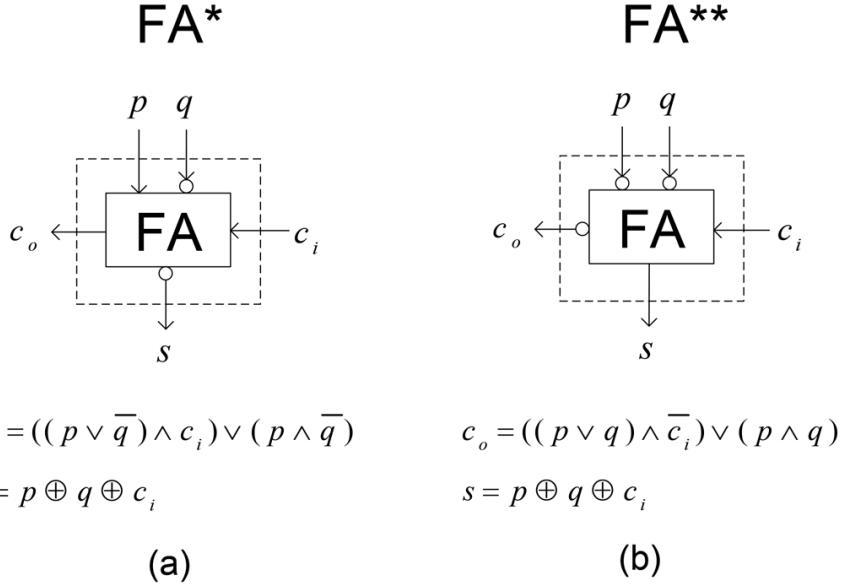 FA* FA**
p q p q
c_o FA c_i c_o FA c_i
s s
= (( p ∨ q̅ ) ∧ c_i ) ∨ ( p ∧ q̅ ) c_o = (( p ∨ q ) ∧ c̅_i ) ∨ ( p ∧ q )
= p ⊕ q ⊕ c_i s = p ⊕ q ⊕ c_i
(a) (b)